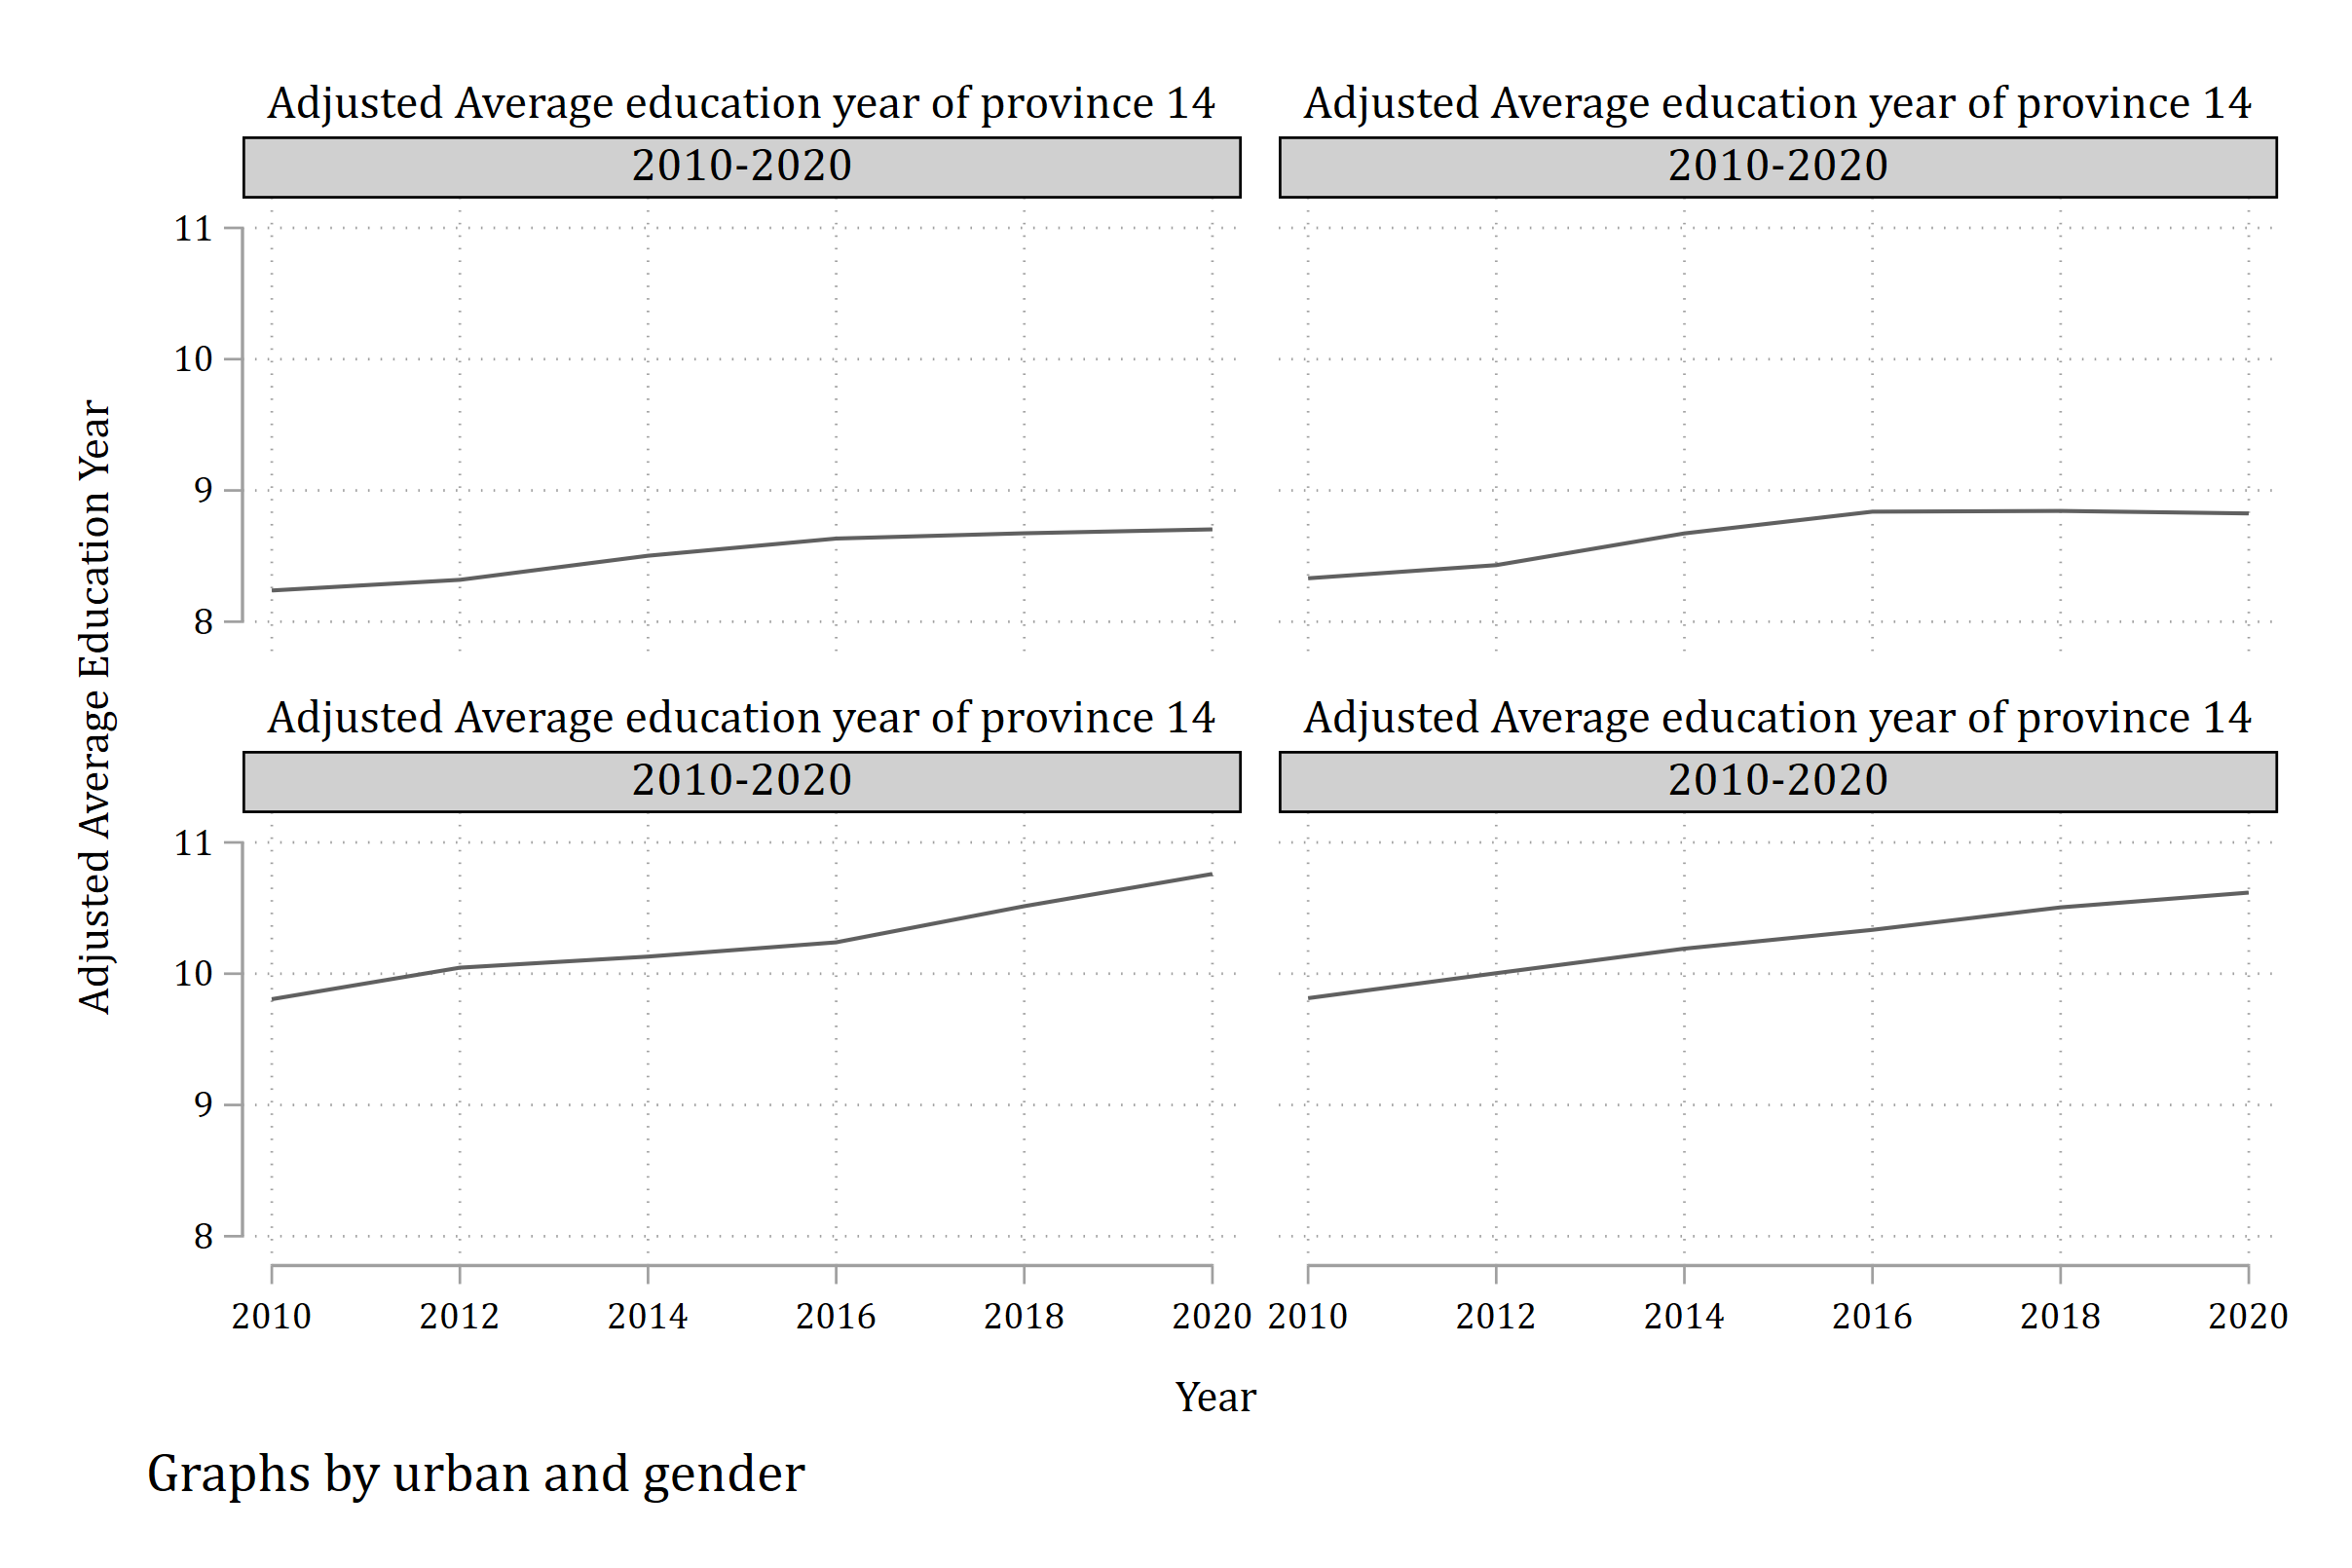 Adjusted Average education year of province 14
2010-2020
Adjusted Average education year of province 14
2010-2020
11
10
9
8
Adjusted Average education year of province 14
2010-2020
Adjusted Average education year of province 14
2010-2020
11
10
9
8
Adjusted Average Education Year
2010 2012 2014 2016 2018 2020
2010 2012 2014 2016 2018 2020
Year
Graphs by urban and gender